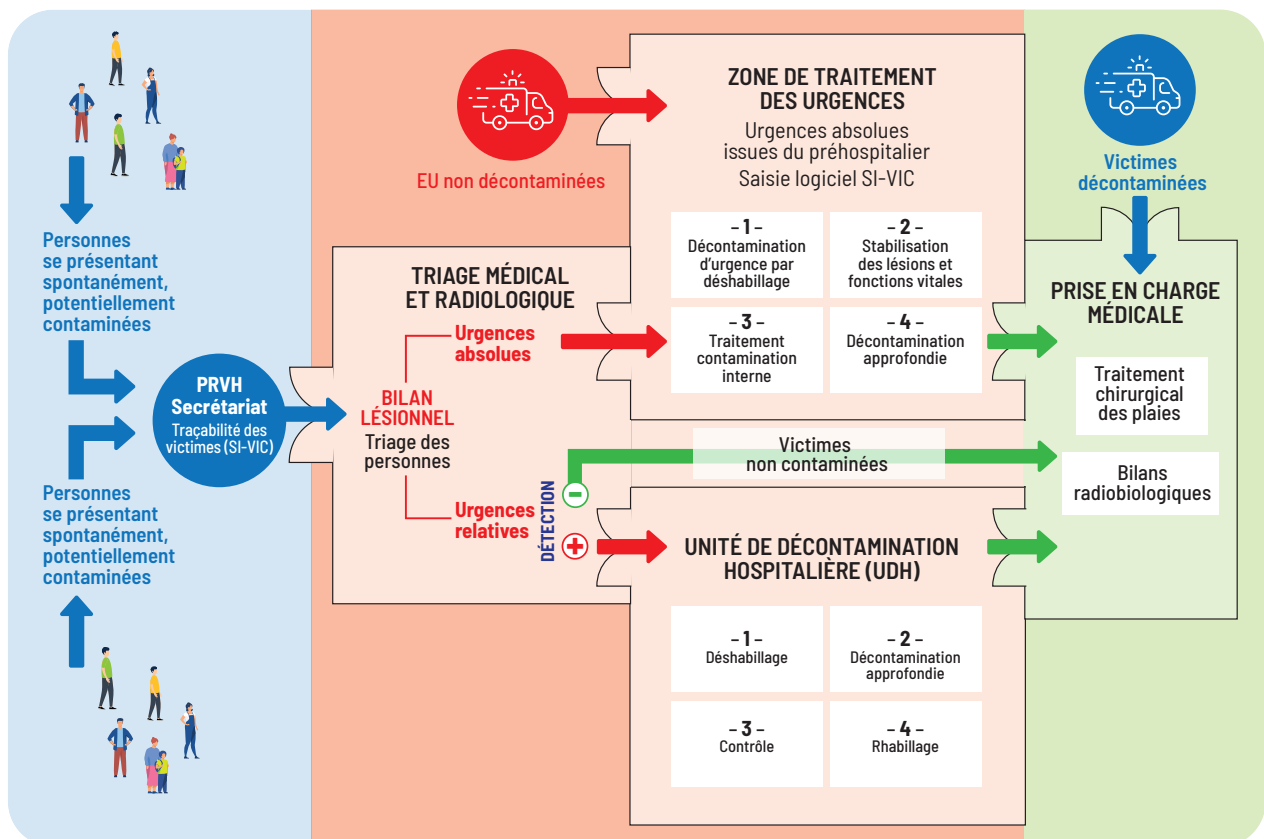 Personnes
se présentant
spontanément,
potentiellement
contaminées
PRVH
Secrétariat
Traçabilité des
victimes (SI-VIC)
Personnes
se présentant
spontanément,
potentiellement
contaminées
EU non décontaminées
TRIAGE MÉDICAL
ET RADIOLOGIQUE
Urgences
absolues
BILAN
LÉSIONNEL
Triage des
personnes
Urgences
relatives
DÉTECTION
–
+
ZONE DE TRAITEMENT
DES URGENCES
Urgences absolues
issues du préhospitalier
Saisie logiciel SI-VIC
– 1 –
Décontamination
d’urgence par
déshabillage
– 2 –
Stabilisation
des lésions et
fonctions vitales
– 3 –
Traitement
contamination
interne
– 4 –
Décontamination
approfondie
Victimes
non contaminées
UNITÉ DE DÉCONTAMINATION
HOSPITALIÈRE (UDH)
– 1 –
Déshabillage
– 2 –
Décontamination
approfondie
– 3 –
Contrôle
– 4 –
Rhabillage
Victimes
décontaminées
PRISE EN CHARGE
MÉDICALE
Traitement
chirurgical
des plaies
Bilans
radiobiologiques